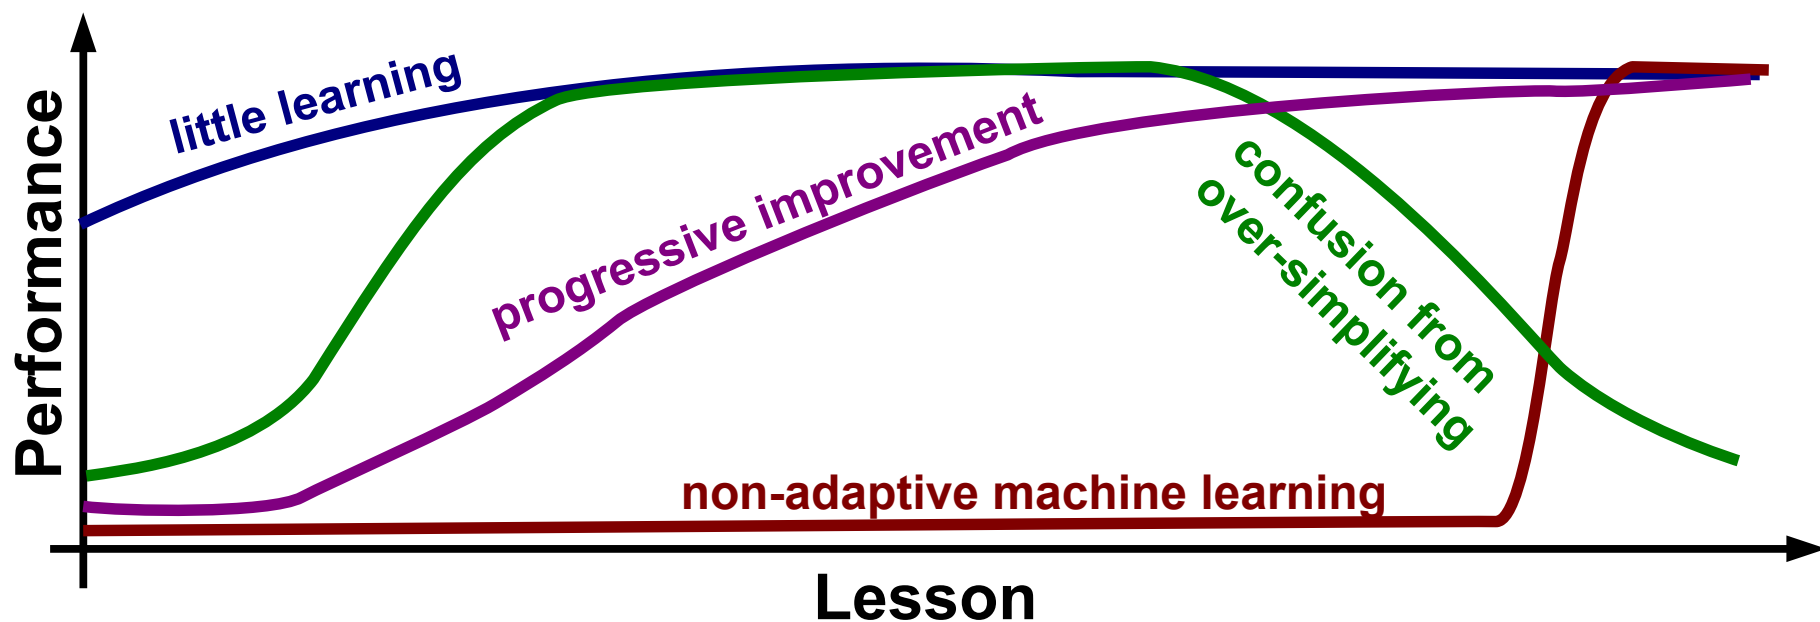 little learning
Performance
progressive improvement
confusion from
over-simplifying
non-adaptive machine learning
Lesson